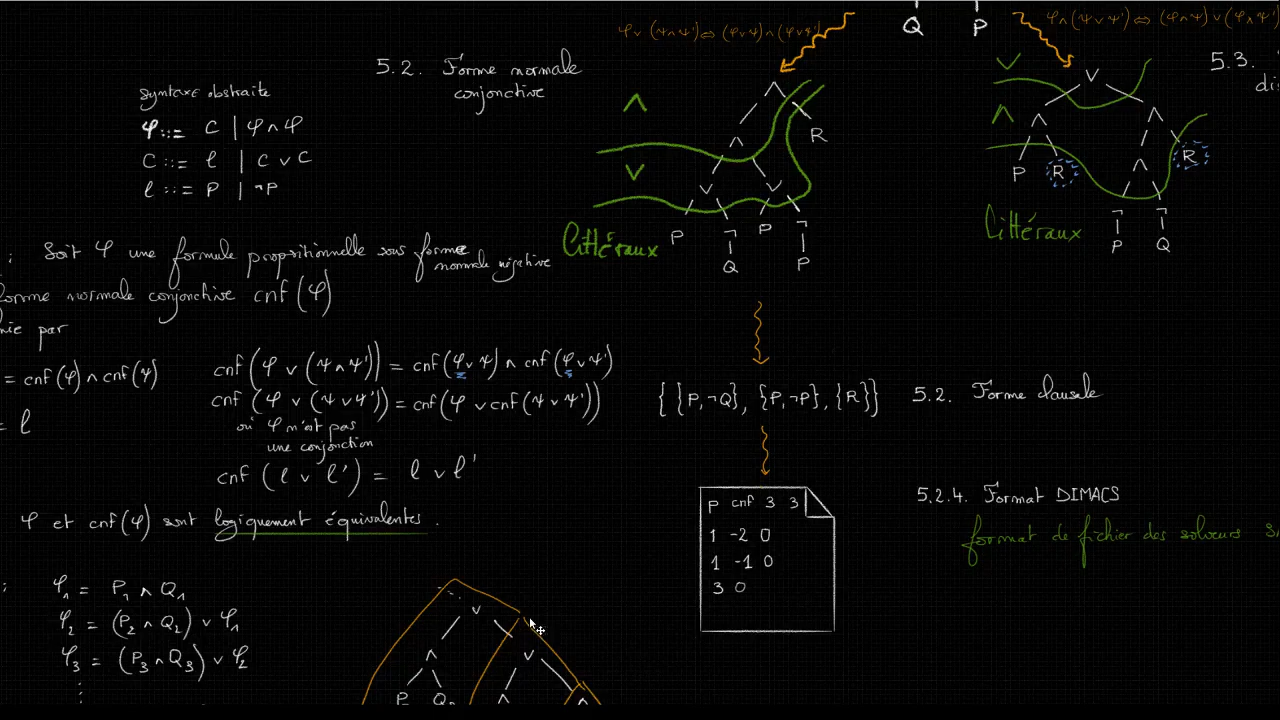 φ∨(ψ∧ψ')⇔(φ∨ψ)∧(φ∨ψ')
Q P
φ∧(ψ∨ψ')⇔(φ∧ψ)∨(φ∧ψ')
5.2. Forme normale
conjonctive
5.3.
syntaxe abstraite
φ ::= C | φ∧φ
C ::= l | C∨C
l ::= P | ¬P
∧
∧ R
∧
∨
∨ ∨
P ¬ P ¬
Q P
Littéraux
∨
∨
∧ ∧
∧
P R ∧ R
¬ ¬
P Q
Littéraux
: Soit φ une formule propositionnelle sous forme
normale négative
forme normale conjonctive cnf(φ)
par
= cnf(φ)∧cnf(ψ)
= l
cnf(φ∨(ψ∧ψ')) = cnf(φ∨ψ)∧cnf(φ∨ψ')
cnf(φ∨(ψ∨ψ')) = cnf(φ∨cnf(ψ∨ψ'))
où φ n'est pas
une conjonction
cnf(l∨l') = l∨l'
{{P,¬Q}, {P,¬P}, {R}}
5.2. Forme clausale
φ et cnf(φ) sont logiquement équivalentes.
p cnf 3 3
1 -2 0
1 -1 0
3 0
5.2.4. Format DIMACS
format de fichier des solveurs
:
φ₁ = P₁∧Q₁
φ₂ = (P₂∧Q₂)∨φ₁
φ₃ = (P₃∧Q₃)∨φ₂
⋮
∨
∧ ∨
∧